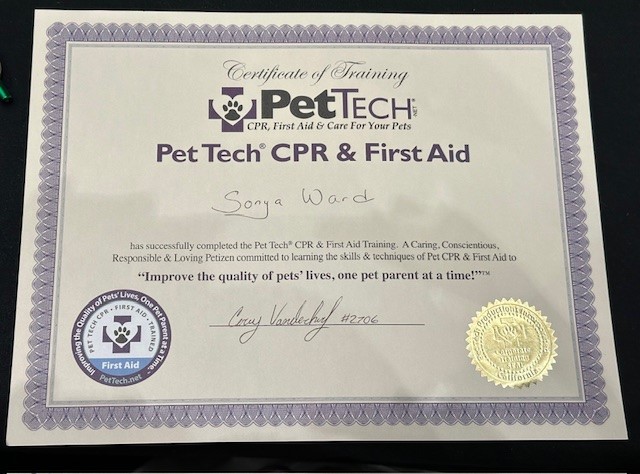 Certificate of Training
PetTech®
.NET
CPR, First Aid & Care For Your Pets
Pet Tech® CPR & First Aid
Sonya Ward
has successfully completed the Pet Tech® CPR & First Aid Training. A Caring, Conscientious,
Responsible & Loving Petizen committed to learning the skills & techniques of Pet CPR & First Aid to
“Improve the quality of pets’ lives, one pet parent at a time!”™
Cory Vanderhoof #2706
Improving the Quality of Pets' Lives, One Pet Parent at a Time.
PET TECH CPR • FIRST AID • TRAINED
First Aid
PetTech.net
California